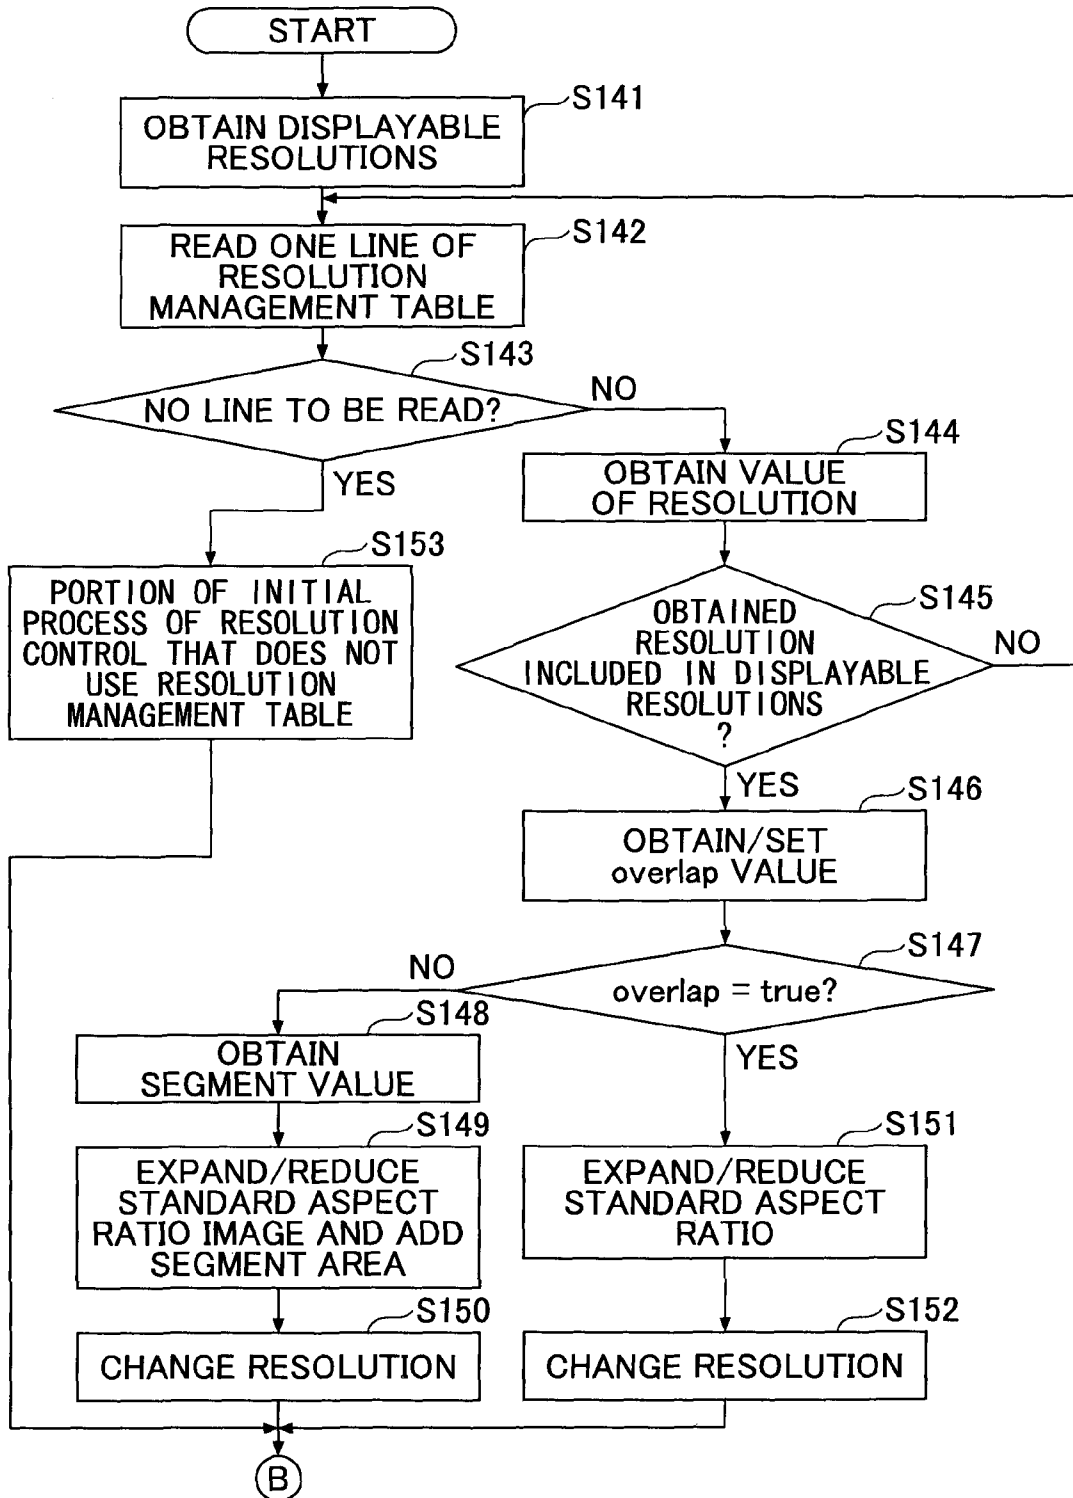 START
S141
OBTAIN DISPLAYABLE
RESOLUTIONS
S142
READ ONE LINE OF
RESOLUTION
MANAGEMENT TABLE
S143
NO LINE TO BE READ?
NO
YES
S144
OBTAIN VALUE
OF RESOLUTION
S153
PORTION OF INITIAL
PROCESS OF RESOLUTION
CONTROL THAT DOES NOT
USE RESOLUTION
MANAGEMENT TABLE
S145
OBTAINED
RESOLUTION
INCLUDED IN DISPLAYABLE
RESOLUTIONS
?
NO
YES
S146
OBTAIN/SET
overlap VALUE
S147
overlap = true?
NO
YES
S148
OBTAIN
SEGMENT VALUE
S149
EXPAND/REDUCE
STANDARD ASPECT
RATIO IMAGE AND ADD
SEGMENT AREA
S151
EXPAND/REDUCE
STANDARD ASPECT
RATIO
S150
CHANGE RESOLUTION
S152
CHANGE RESOLUTION
B